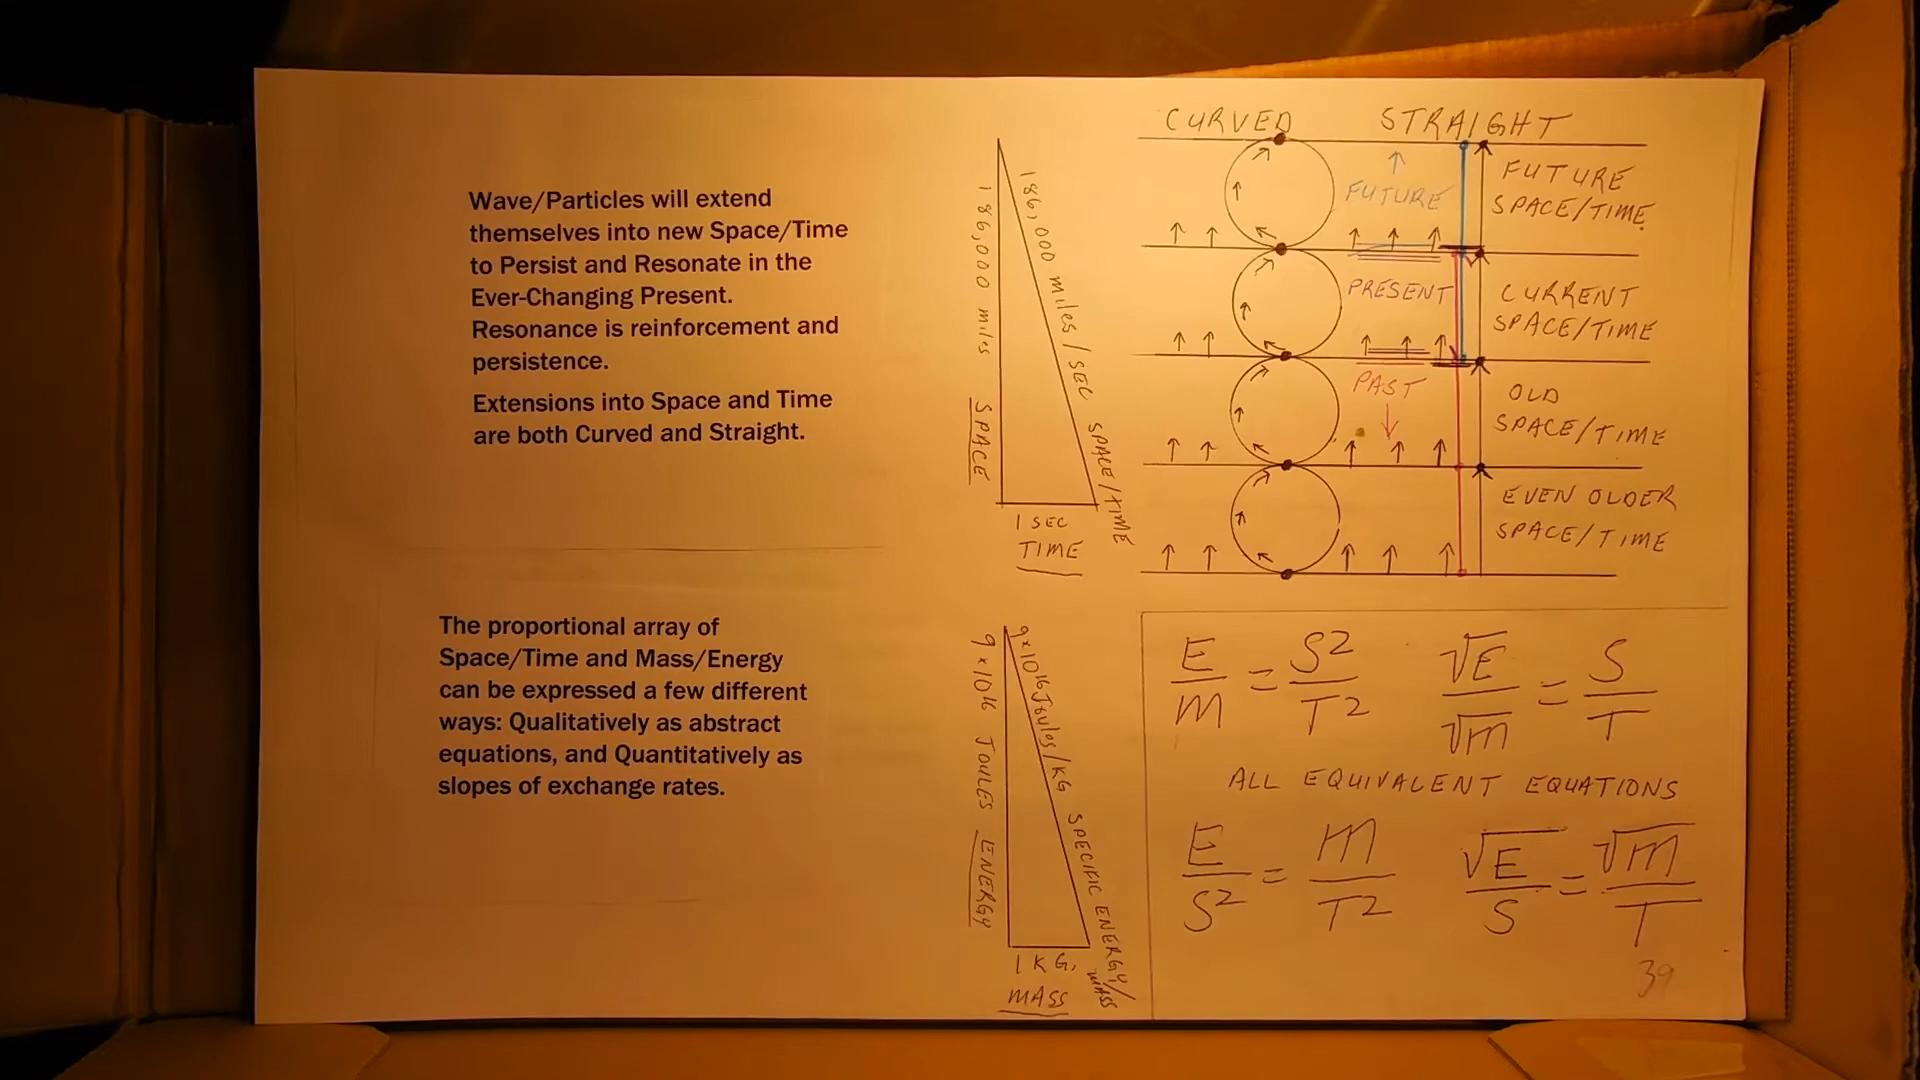 Wave/Particles will extend
themselves into new Space/Time
to Persist and Resonate in the
Ever-Changing Present.
Resonance is reinforcement and
persistence.
Extensions into Space and Time
are both Curved and Straight.
186,000 miles SPACE
186,000 miles/SEC SPACE/TIME
1 SEC
TIME
CURVED STRAIGHT
FUTURE
FUTURE
SPACE/TIME
PRESENT
CURRENT
SPACE/TIME
PAST
OLD
SPACE/TIME
EVEN OLDER
SPACE/TIME
The proportional array of
Space/Time and Mass/Energy
can be expressed a few different
ways: Qualitatively as abstract
equations, and Quantitatively as
slopes of exchange rates.
9×10^16 JOULES ENERGY
9×10^16 Joules/KG SPECIFIC ENERGY/
MASS
1 KG.
MASS
E/M = S²/T² √E/√M = S/T
ALL EQUIVALENT EQUATIONS
E/S² = M/T² √E/S = √M/T
39